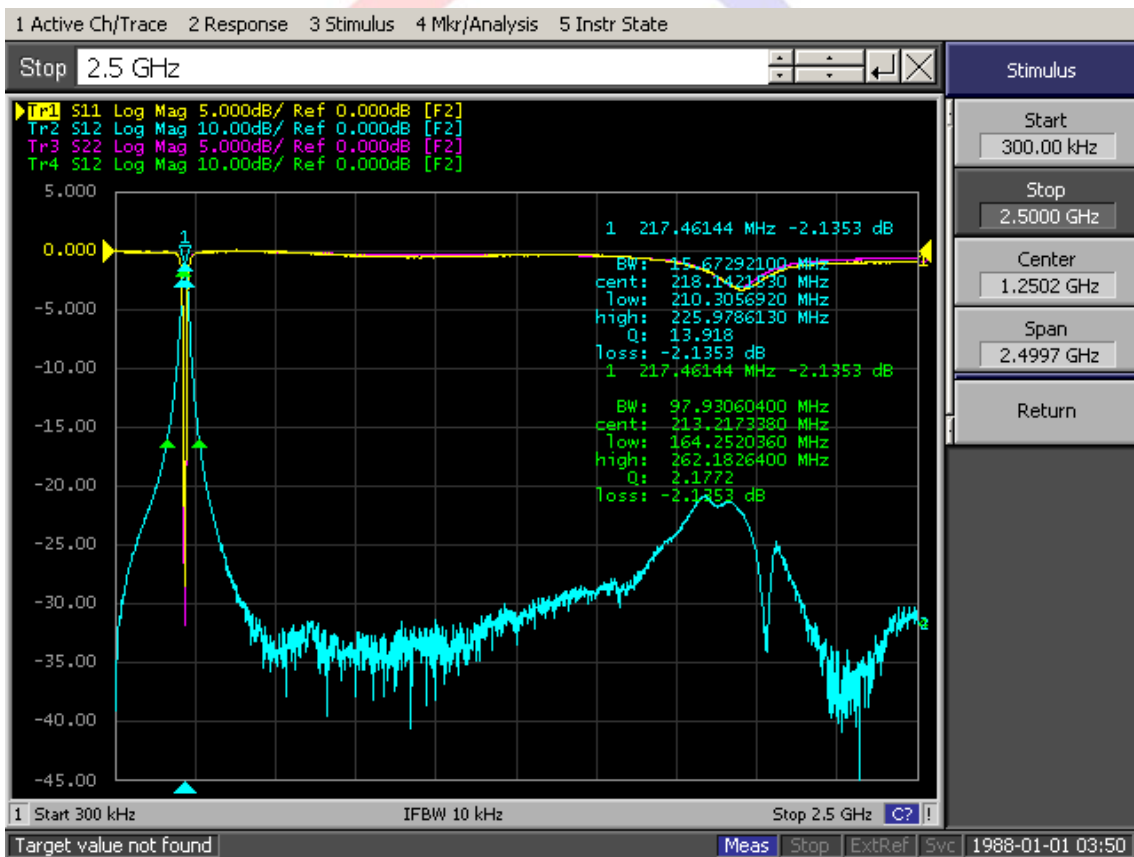 1 Active Ch/Trace 2 Response 3 Stimulus 4 Mkr/Analysis 5 Instr State
Stop 2.5 GHz
Stimulus
Tr1 S11 Log Mag 5.000dB/ Ref 0.000dB [F2]
Tr2 S12 Log Mag 10.00dB/ Ref 0.000dB [F2]
Tr3 S22 Log Mag 5.000dB/ Ref 0.000dB [F2]
Tr4 S12 Log Mag 10.00dB/ Ref 0.000dB [F2]
Start
300.00 kHz
Stop
2.5000 GHz
Center
1.2502 GHz
Span
2.4997 GHz
Return
5.000
0.000
-5.000
-10.00
-15.00
-20.00
-25.00
-30.00
-35.00
-40.00
-45.00
1
1 217.46144 MHz -2.1353 dB
BW: 15.67292100 MHz
cent: MHz
low: 210.3056920 MHz
high: 225.9786130 MHz
Q: 13.918
loss: -2.1353 dB
1 217.46144 MHz -2.1353 dB
BW: 97.93060400 MHz
cent: 213.2173380 MHz
low: 164.2520360 MHz
high: 262.1826400 MHz
Q: 2.1772
loss: -2.1353 dB
1 Start 300 kHz IFBW 10 kHz Stop 2.5 GHz C? !
Target value not found Meas Stop ExtRef Svc 1988-01-01 03:50